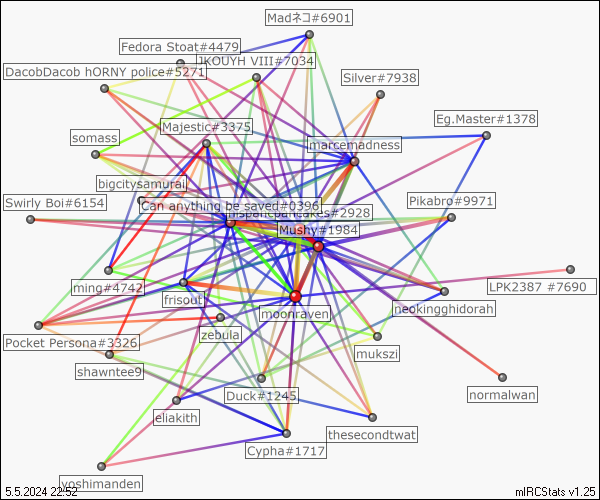 Madネコ#6901
Fedora Stoat#4479
JKOUYH VIII#7034
DacobDacob hORNY police#5271
Silver#7938
Eg.Master#1378
Majestic#3375
somass
marcemadness
bigcitysamurai
Pikabro#9971
Swirly Boi#6154
Can anything be saved#0396
hispancoancakes#2928
Mushy#1984
ming#4742
frisout
LPK2387 #7690
neokingghidorah
moonraven
zebula
Pocket Persona#3326
mukszi
shawntee9
Duck#1245
normalwan
eliakith
thesecondtwat
Cypha#1717
yoshimanden
5.5.2024 22:52
mIRCStats v1.25